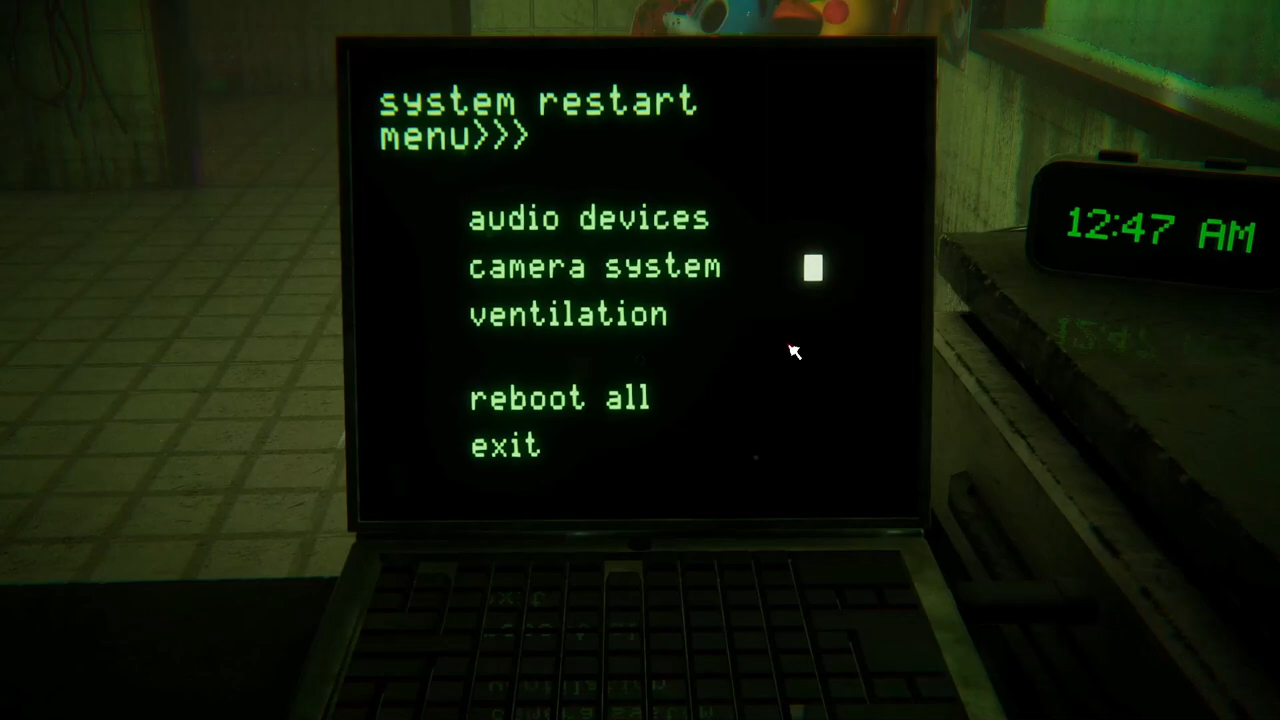 system restart
menu>>>
audio devices
camera system
ventilation
reboot all
exit
12:47 AM